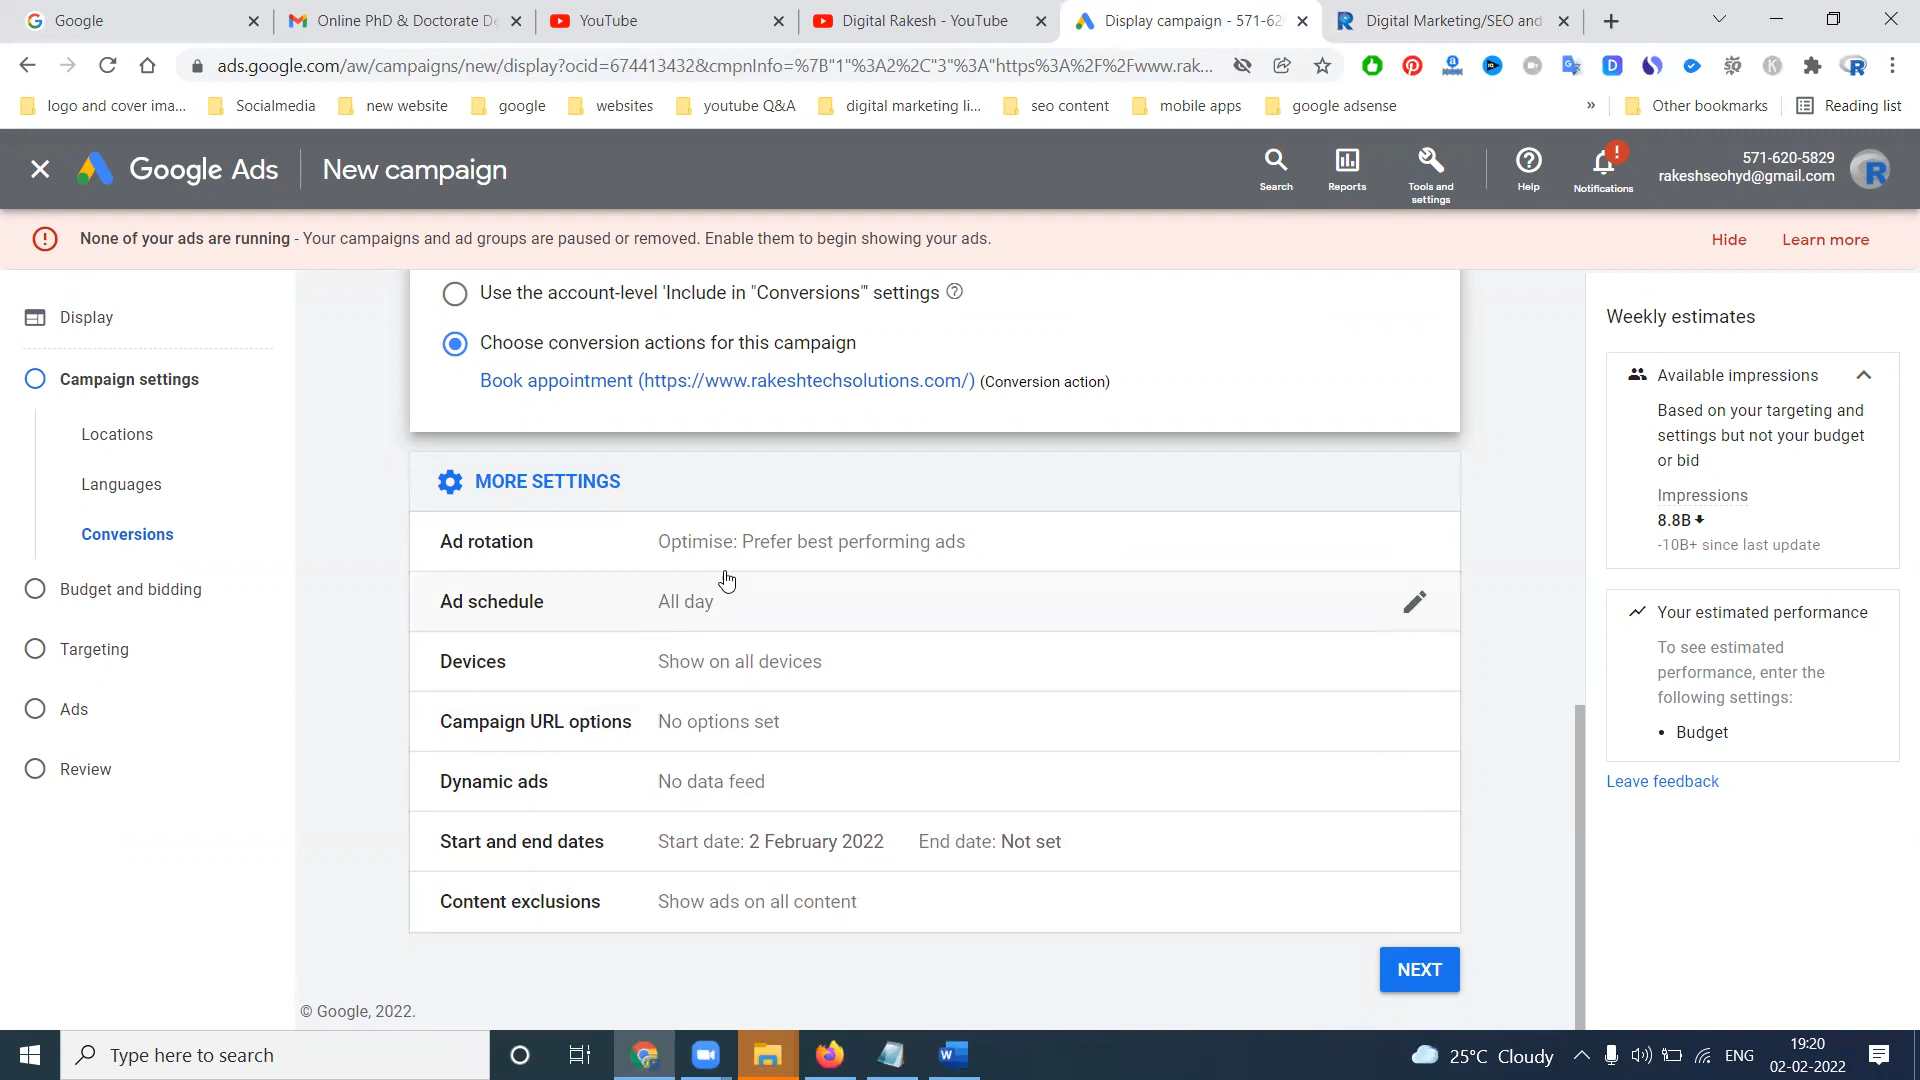 Google
Online PhD & Doctorate De
YouTube
Digital Rakesh - YouTube
Display campaign - 571-620
Digital Marketing/SEO and
ads.google.com/aw/campaigns/new/display?ocid=674413432&cmpnInfo=%7B"1"%3A2%2C"3"%3A"https%3A%2F%2Fwww.rak...
logo and cover ima...
Socialmedia
new website
google
websites
youtube Q&A
digital marketing li...
seo content
mobile apps
google adsense
»
Other bookmarks
Reading list
Google Ads
New campaign
Search
Reports
Tools and
settings
Help
Notifications
571-620-5829
rakeshseohyd@gmail.com
None of your ads are running - Your campaigns and ad groups are paused or removed. Enable them to begin showing your ads.
Hide
Learn more
Display
Campaign settings
Locations
Languages
Conversions
Budget and bidding
Targeting
Ads
Review
Use the account-level 'Include in "Conversions"' settings
Choose conversion actions for this campaign
Book appointment (https://www.rakeshtechsolutions.com/) (Conversion action)
MORE SETTINGS
Ad rotation Optimise: Prefer best performing ads
Ad schedule All day
Devices Show on all devices
Campaign URL options No options set
Dynamic ads No data feed
Start and end dates Start date: 2 February 2022 End date: Not set
Content exclusions Show ads on all content
NEXT
© Google, 2022.
Weekly estimates
Available impressions
Based on your targeting and
settings but not your budget
or bid
Impressions
8.8B
-10B+ since last update
Your estimated performance
To see estimated
performance, enter the
following settings:
• Budget
Leave feedback
Type here to search
25°C Cloudy
ENG
19:20
02-02-2022